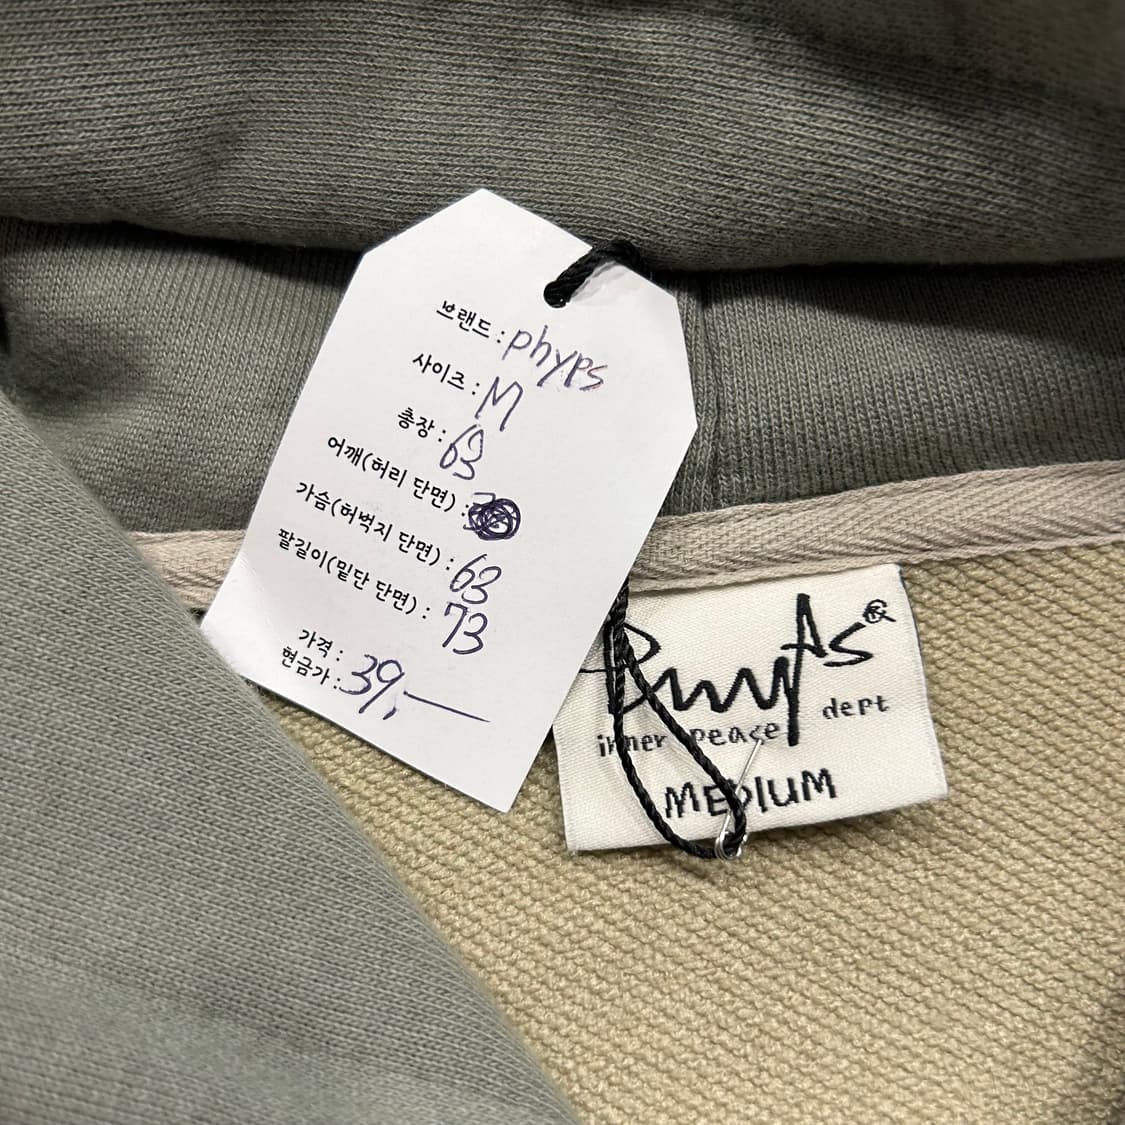 브랜드 : phyps
사이즈 : M
총장 : 63
어깨(허리 단면) :
가슴(허벅지 단면) : 63
팔길이(밑단 단면) : 73
가격 :
현금가 : 39,—
PhyPS®
inner peace dept
MEDIUM